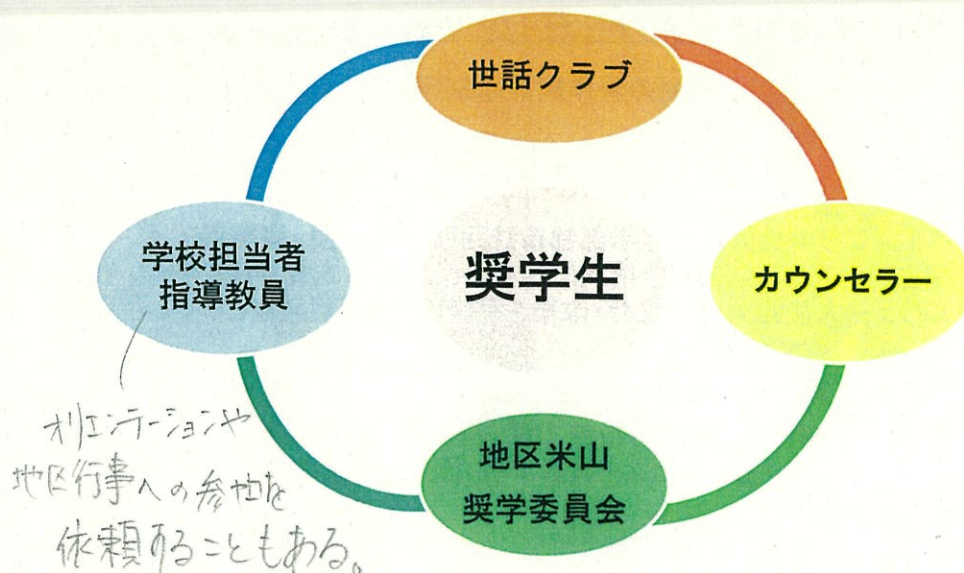 世話クラブ
学校担当者
指導教員
奨学生
カウンセラー
地区米山
奨学委員会
オリエンテーションや
地区行事への参加を
依頼することもある。